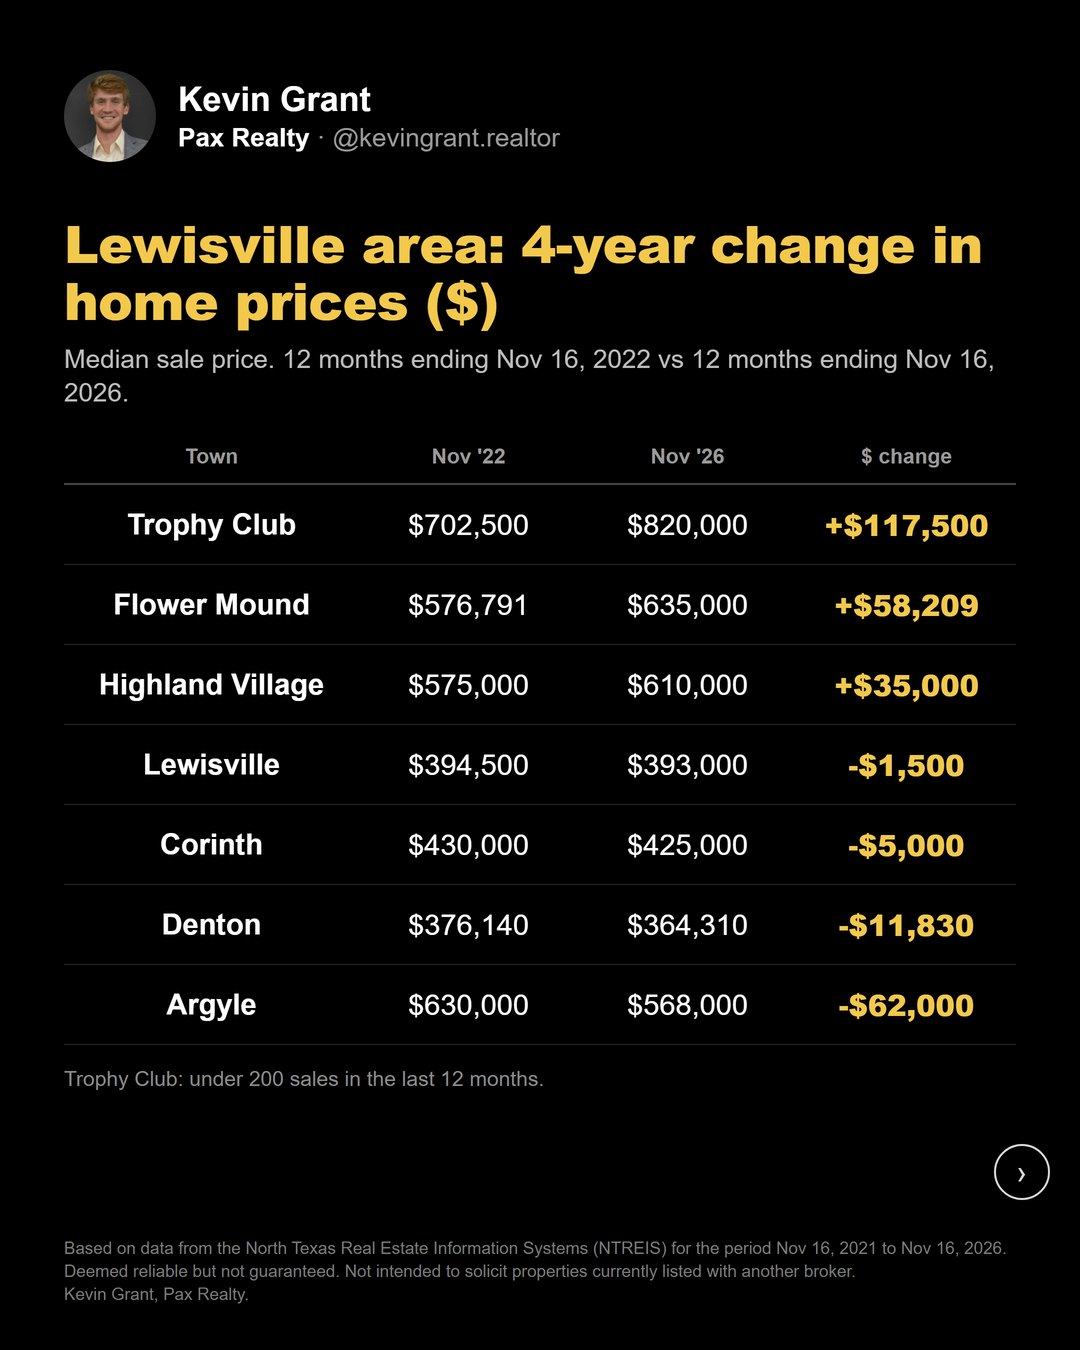 Kevin Grant
Pax Realty · @kevingrant.realtor
Lewisville area: 4-year change in
home prices ($)
Median sale price. 12 months ending Nov 16, 2022 vs 12 months ending Nov 16,
2026.
Town Nov '22 Nov '26 $ change
Trophy Club $702,500 $820,000 +$117,500
Flower Mound $576,791 $635,000 +$58,209
Highland Village $575,000 $610,000 +$35,000
Lewisville $394,500 $393,000 -$1,500
Corinth $430,000 $425,000 -$5,000
Denton $376,140 $364,310 -$11,830
Argyle $630,000 $568,000 -$62,000
Trophy Club: under 200 sales in the last 12 months.
›
Based on data from the North Texas Real Estate Information Systems (NTREIS) for the period Nov 16, 2021 to Nov 16, 2026.
Deemed reliable but not guaranteed. Not intended to solicit properties currently listed with another broker.
Kevin Grant, Pax Realty.